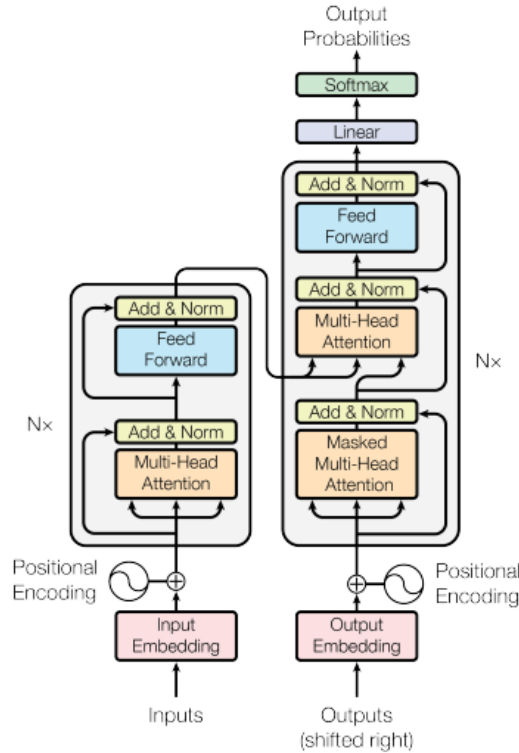 Output
Probabilities
Softmax
Linear
Add & Norm
Feed
Forward
Add & Norm
Multi-Head
Attention
Add & Norm
Masked
Multi-Head
Attention
N×
Add & Norm
Feed
Forward
Add & Norm
Multi-Head
Attention
N×
Positional
Encoding
Positional
Encoding
Input
Embedding
Output
Embedding
Inputs
Outputs
(shifted right)